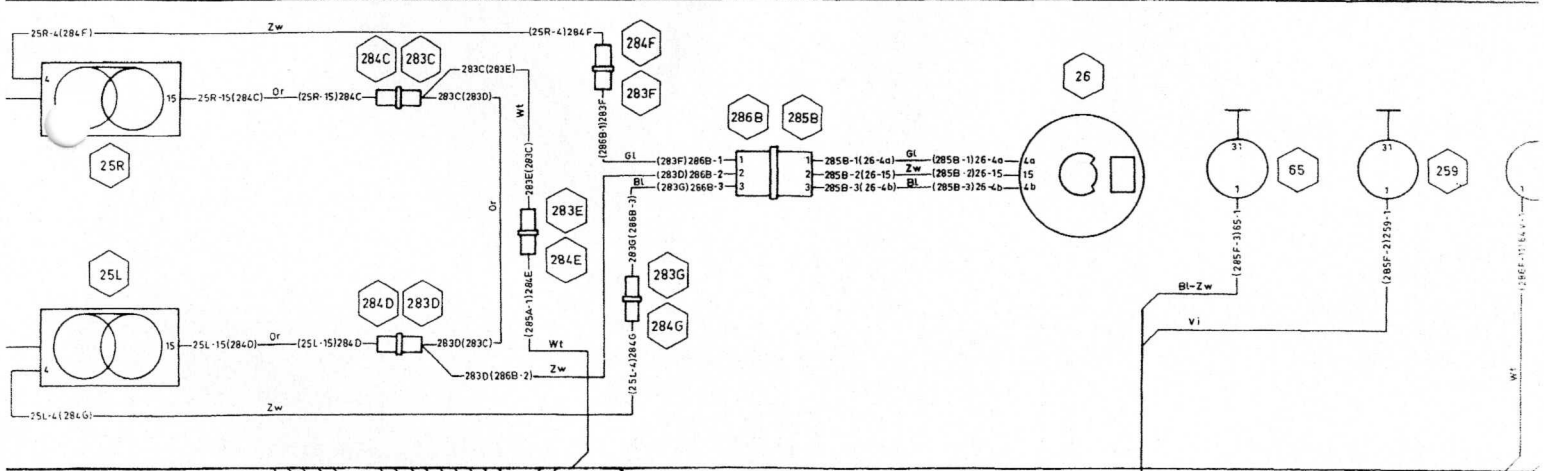 25R-4(284F)
Zw
(25R-4)284F
284F
283F
4
15
25R-15(284C)
Or
(25R-15)284C
284C
283C
283C(283E)
283C(283D)
25R
Wt
283E(283C)
Or
(286B-1)283F
286B
285B
26
Gl
(283F)286B-1
1
1
285B-1(26-4a)
Gl
(285B-1)26-4a
4a
(283D)286B-2
2
2
285B-2(26-15)
Zw
(285B-2)26-15
15
Bl
(283G)286B-3
3
3
285B-3(26-4b)
Bl
(285B-3)26-4b
4b
31
1
65
31
1
259
1
283E
284E
283G(286B-3)
283G
284G
(285F-3)65-1
(285F-2)259-1
Bl-Zw
Vi
25L
15
4
25L-15(284D)
Or
(25L-15)284D
284D
283D
283D(283C)
283D(286B-2)
Zw
(285A-1)284E
Wt
(25L-4)284G
25L-4(284G)
Zw
Wt